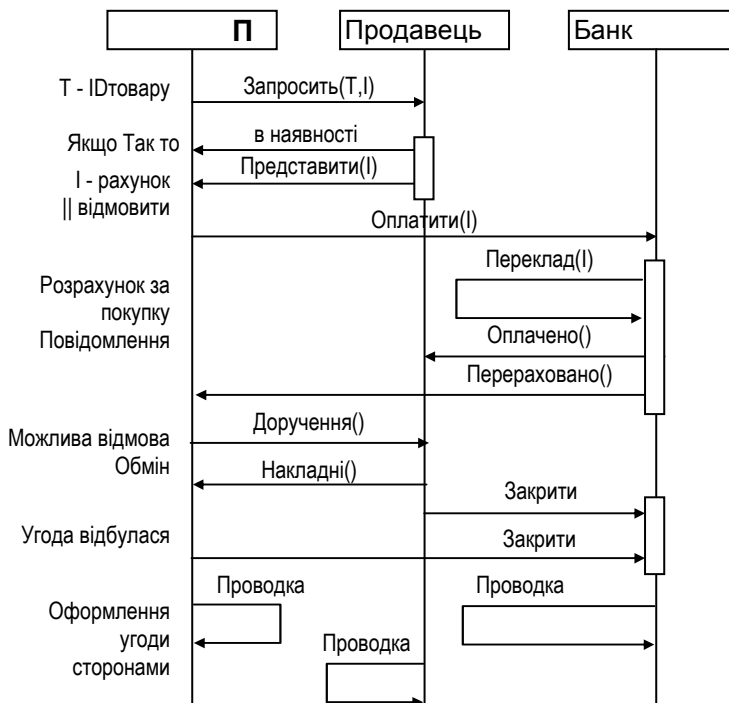 П
Продавець
Банк
Т - IDтовару
Запросить(Т,І)
Якщо Так то
в наявності
І - рахунок
Представити(І)
|| відмовити
Оплатити(І)
Переклад(І)
Розрахунок за
покупку
Повідомлення
Оплачено()
Перераховано()
Можлива відмова
Доручення()
Обмін
Накладні()
Закрити
Угода відбулася
Закрити
Проводка
Проводка
Оформлення
угоди
сторонами
Проводка